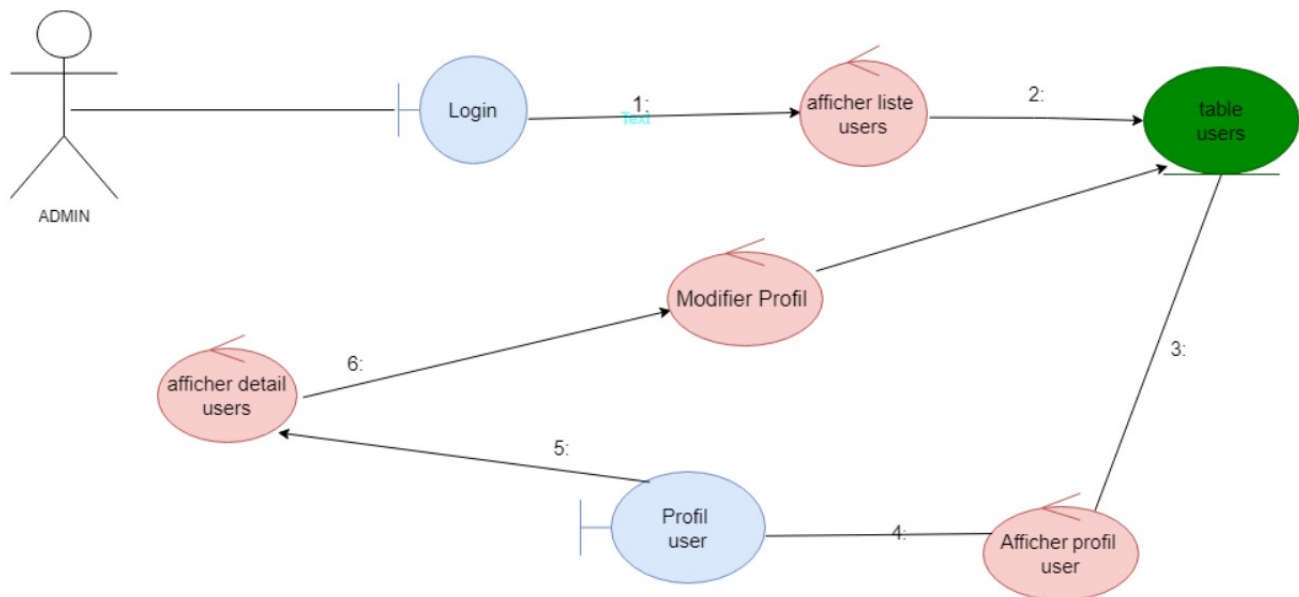 Login
1:
Text
afficher liste
users
2:
table
users
ADMIN
Modifier Profil
3:
6:
afficher detail
users
5:
Profil
user
4:
Afficher profil
user